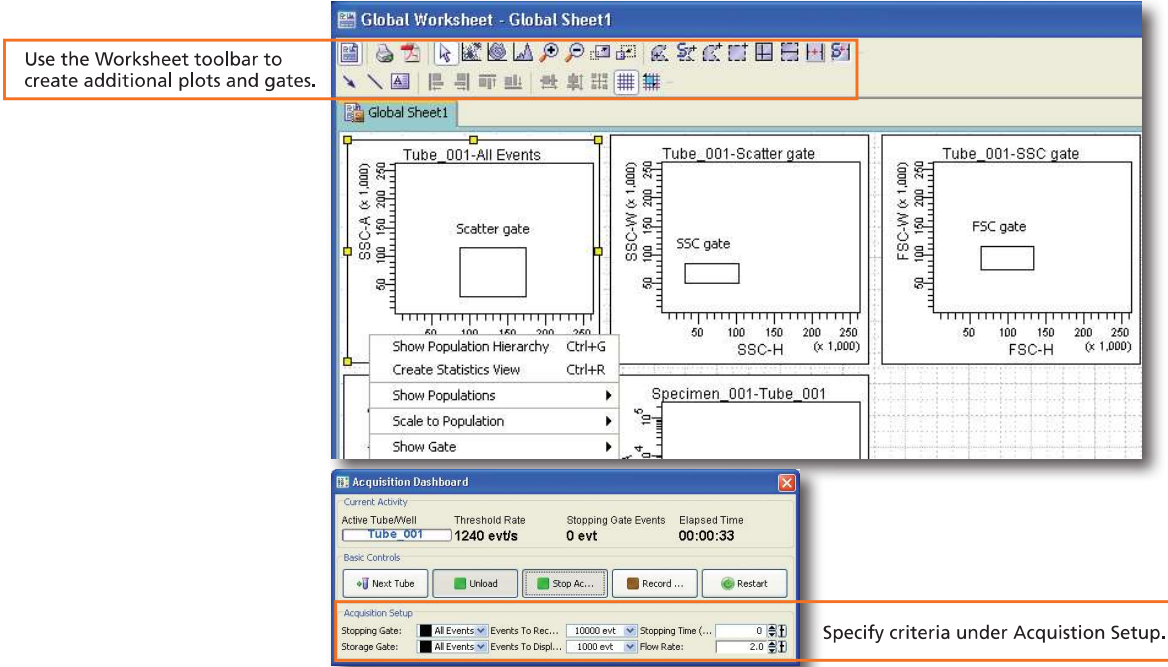 Global Worksheet - Global Sheet1
Use the Worksheet toolbar to
create additional plots and gates.
Global Sheet1
Tube_001-All Events
SSC-A (x 1,000)
50 100 150 200 250
Scatter gate
50 100 150 200 250
Tube_001-Scatter gate
SSC-W (x 1,000)
50 100 150 200 250
SSC gate
50 100 150 200 250
SSC-H (x 1,000)
Tube_001-SSC gate
FSC-W (x 1,000)
50 100 150 200 250
FSC gate
50 100 150 200 250
FSC-H (x 1,000)
Show Population Hierarchy Ctrl+G
Create Statistics View Ctrl+R
Show Populations
Scale to Population
Show Gate
Specimen_001-Tube_001
10^5
Acquisition Dashboard
Current Activity
Active Tube/Well Threshold Rate Stopping Gate Events Elapsed Time
Tube_001 1240 evt/s 0 evt 00:00:33
Basic Controls
Next Tube Unload Stop Ac... Record ... Restart
Acquisition Setup
Stopping Gate: All Events Events To Rec... 10000 evt Stopping Time (... 0
Storage Gate: All Events Events To Displ... 1000 evt Flow Rate: 2.0
Specify criteria under Acquistion Setup.